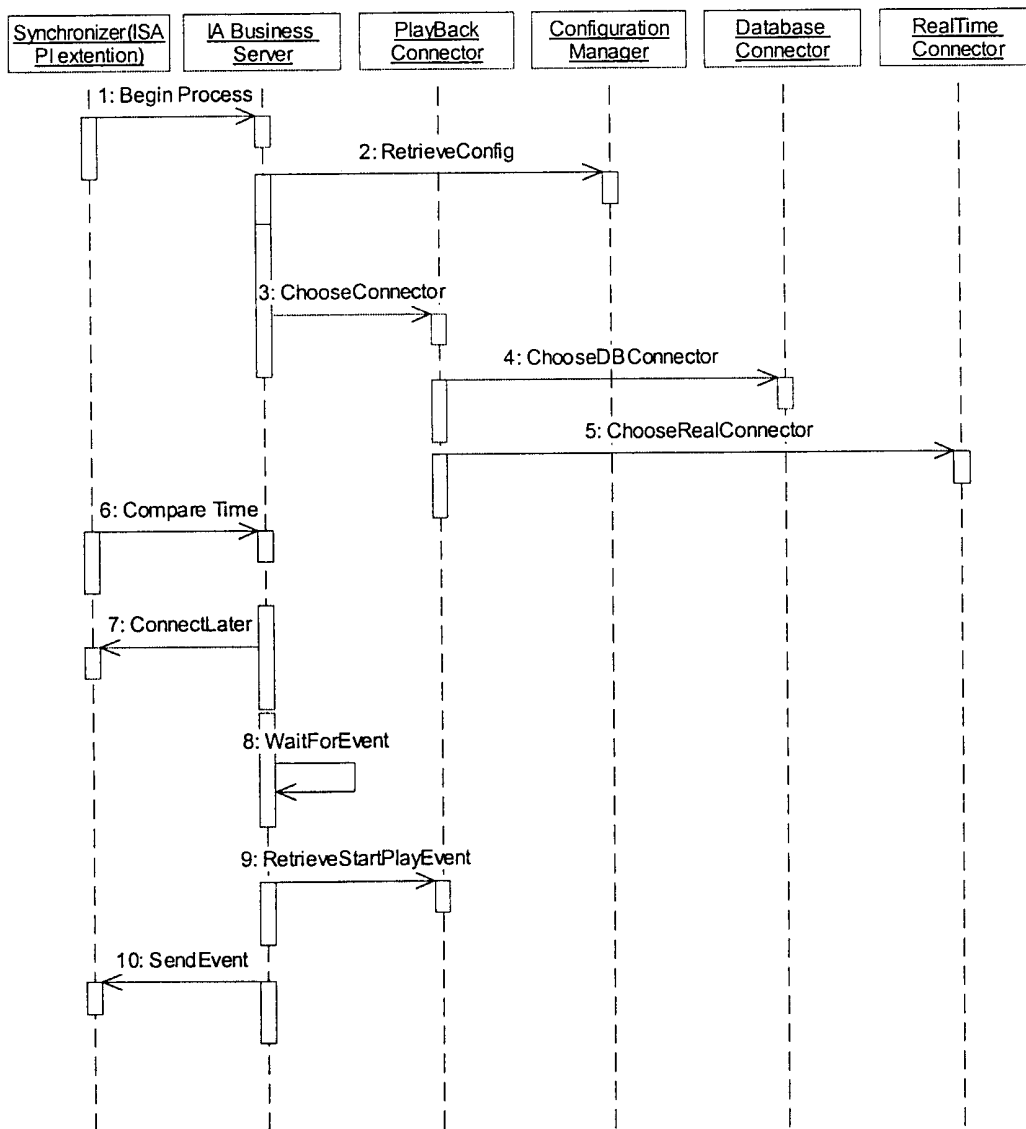 Synchronizer(ISA
PI extention)
IA Business
Server
PlayBack
Connector
Configuration
Manager
Database
Connector
RealTime
Connector
1: Begin Process
2: RetrieveConfig
3: ChooseConnector
4: ChooseDBConnector
5: ChooseRealConnector
6: Compare Time
7: ConnectLater
8: WaitForEvent
9: RetrieveStartPlayEvent
10: SendEvent